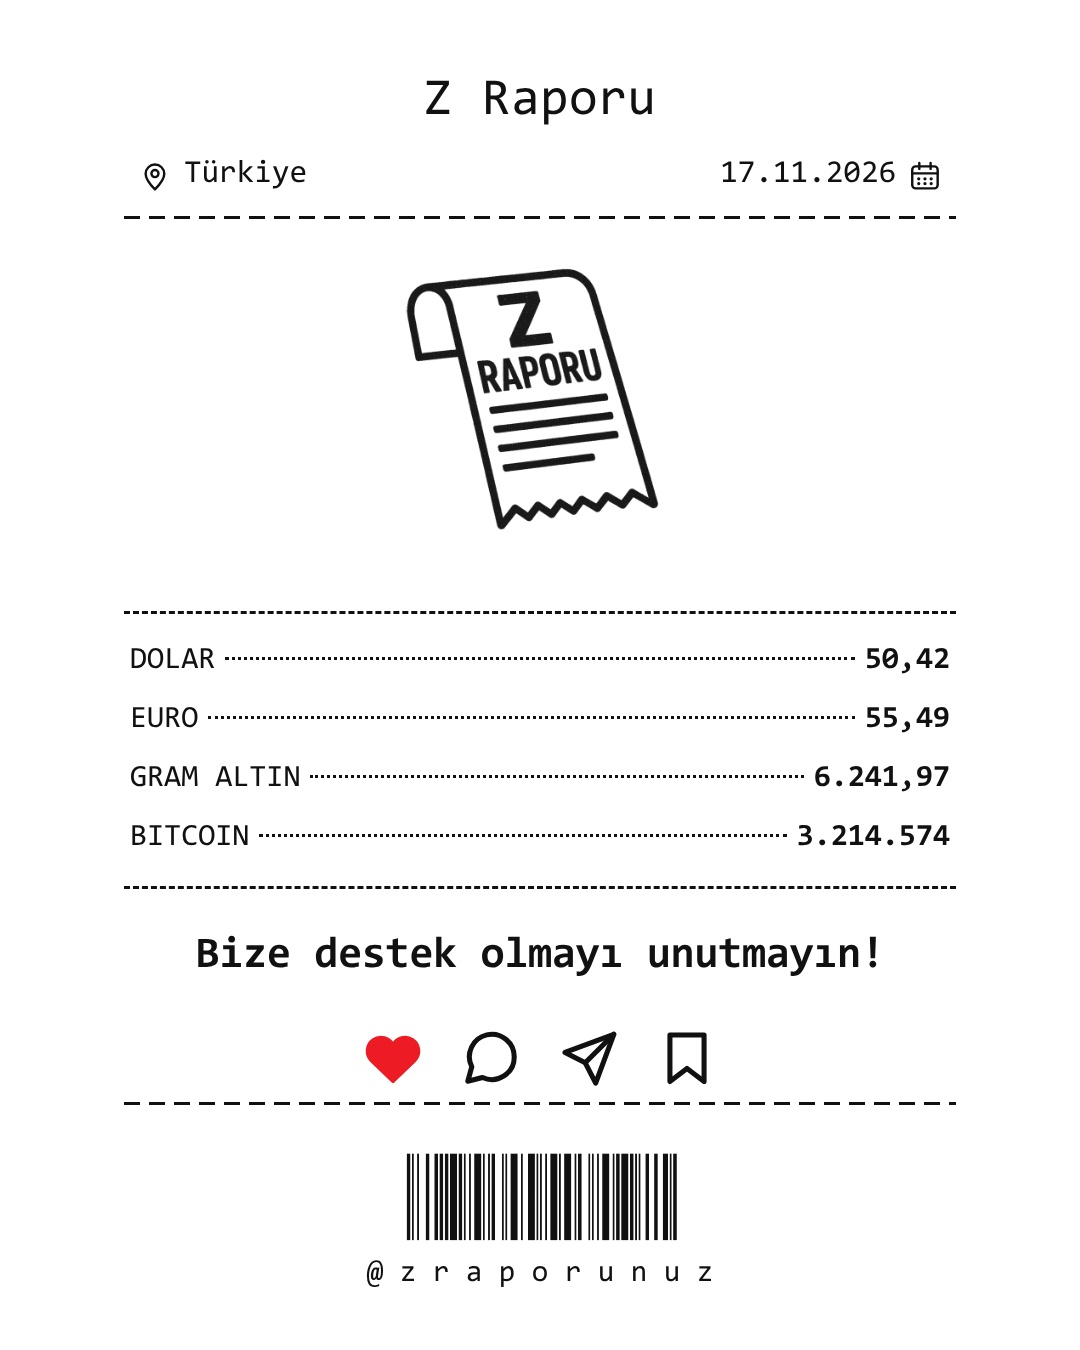 Z Raporu
Türkiye 17.11.2026
Z
RAPORU
DOLAR 50,42
EURO 55,49
GRAM ALTIN 6.241,97
BITCOIN 3.214.574
Bize destek olmayı unutmayın!
@zraporunuz